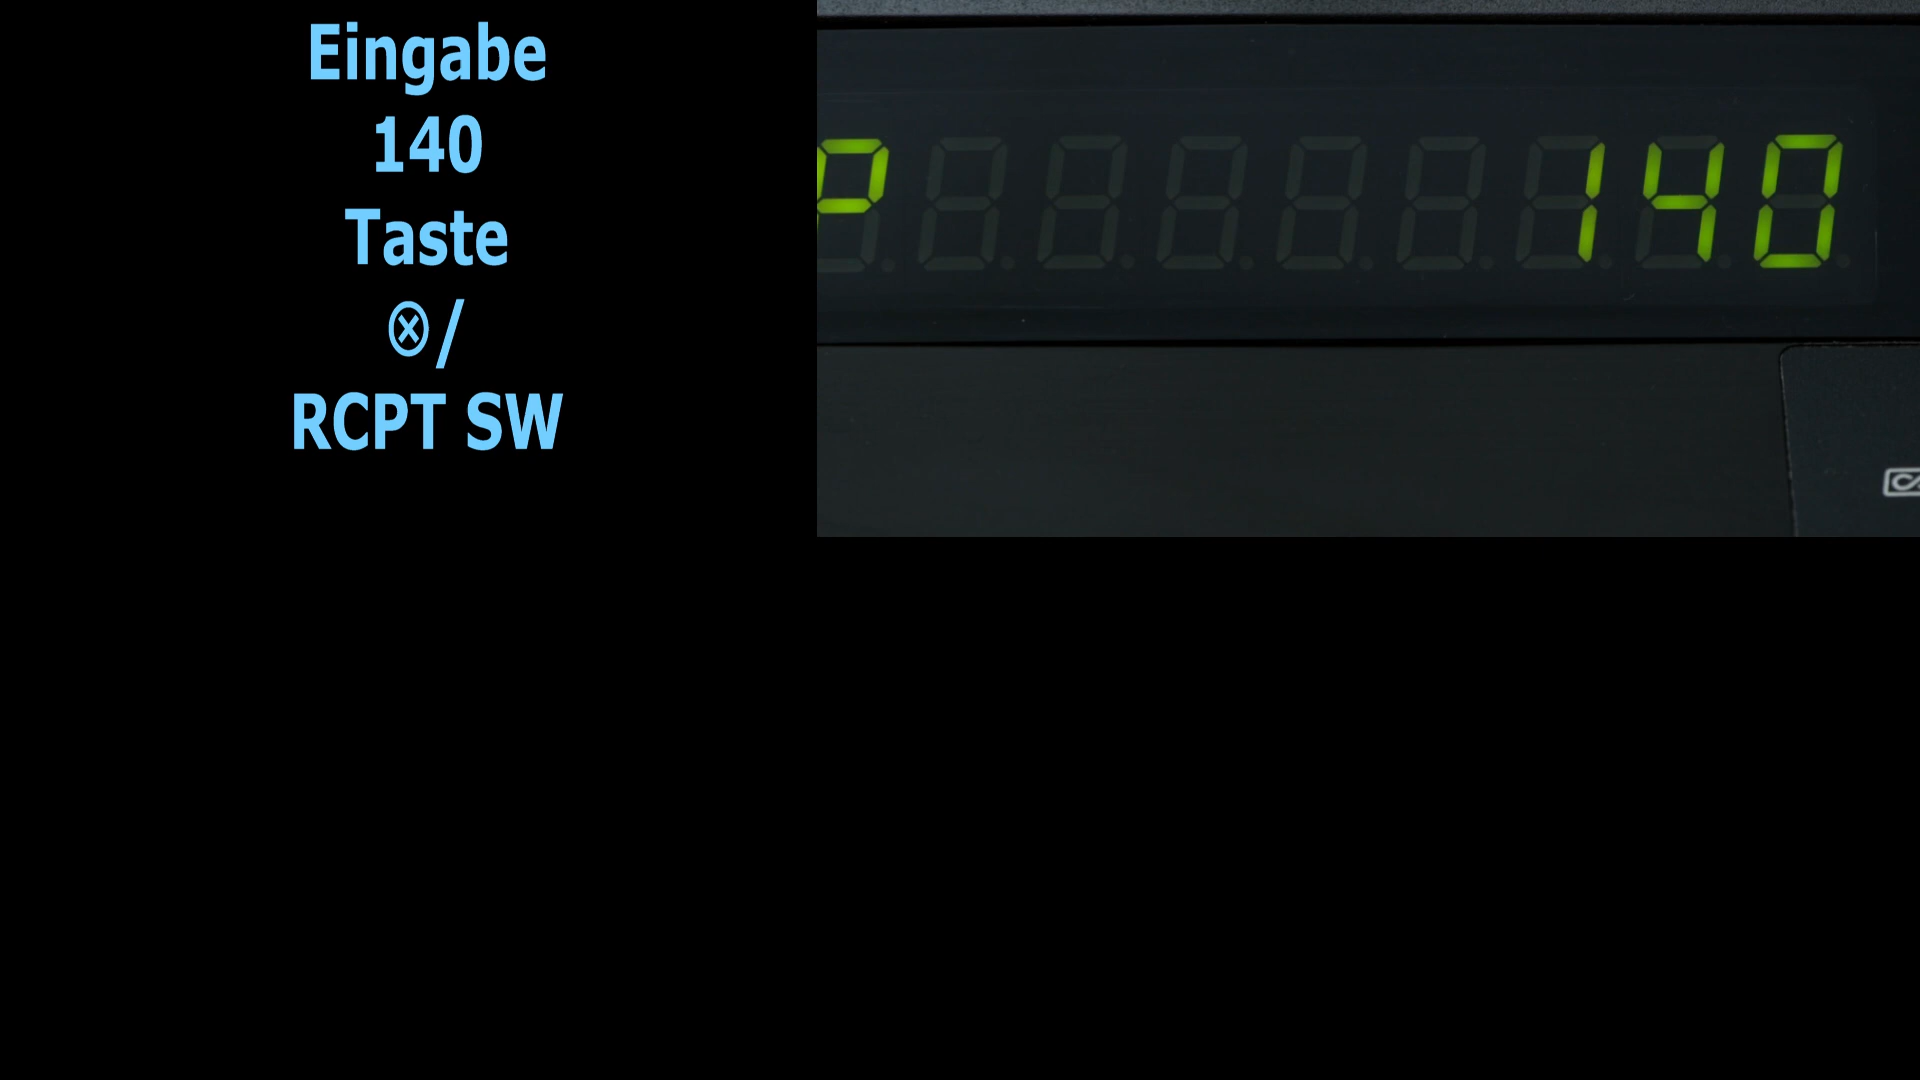 Eingabe
140
Taste
⊗/
RCPT SW
P 140